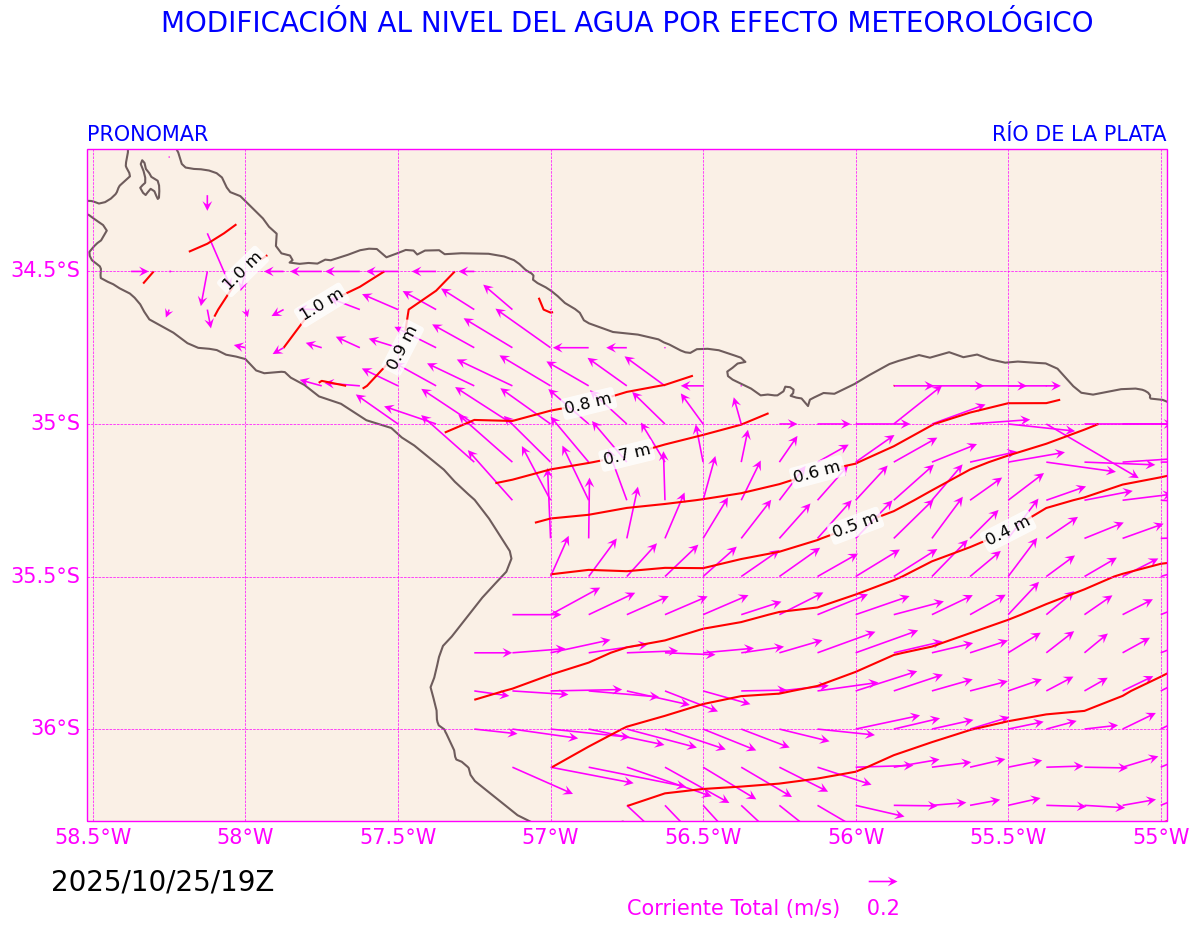 MODIFICACIÓN AL NIVEL DEL AGUA POR EFECTO METEOROLÓGICO
PRONOMAR
RÍO DE LA PLATA
1.0 m
34.5°S
1.0 m
0.9 m
0.8 m
35°S
0.7 m
0.6 m
0.5 m
0.4 m
35.5°S
36°S
58.5°W 58°W 57.5°W 57°W 56.5°W 56°W 55.5°W 55°W
2025/10/25/19Z
Corriente Total (m/s) 0.2